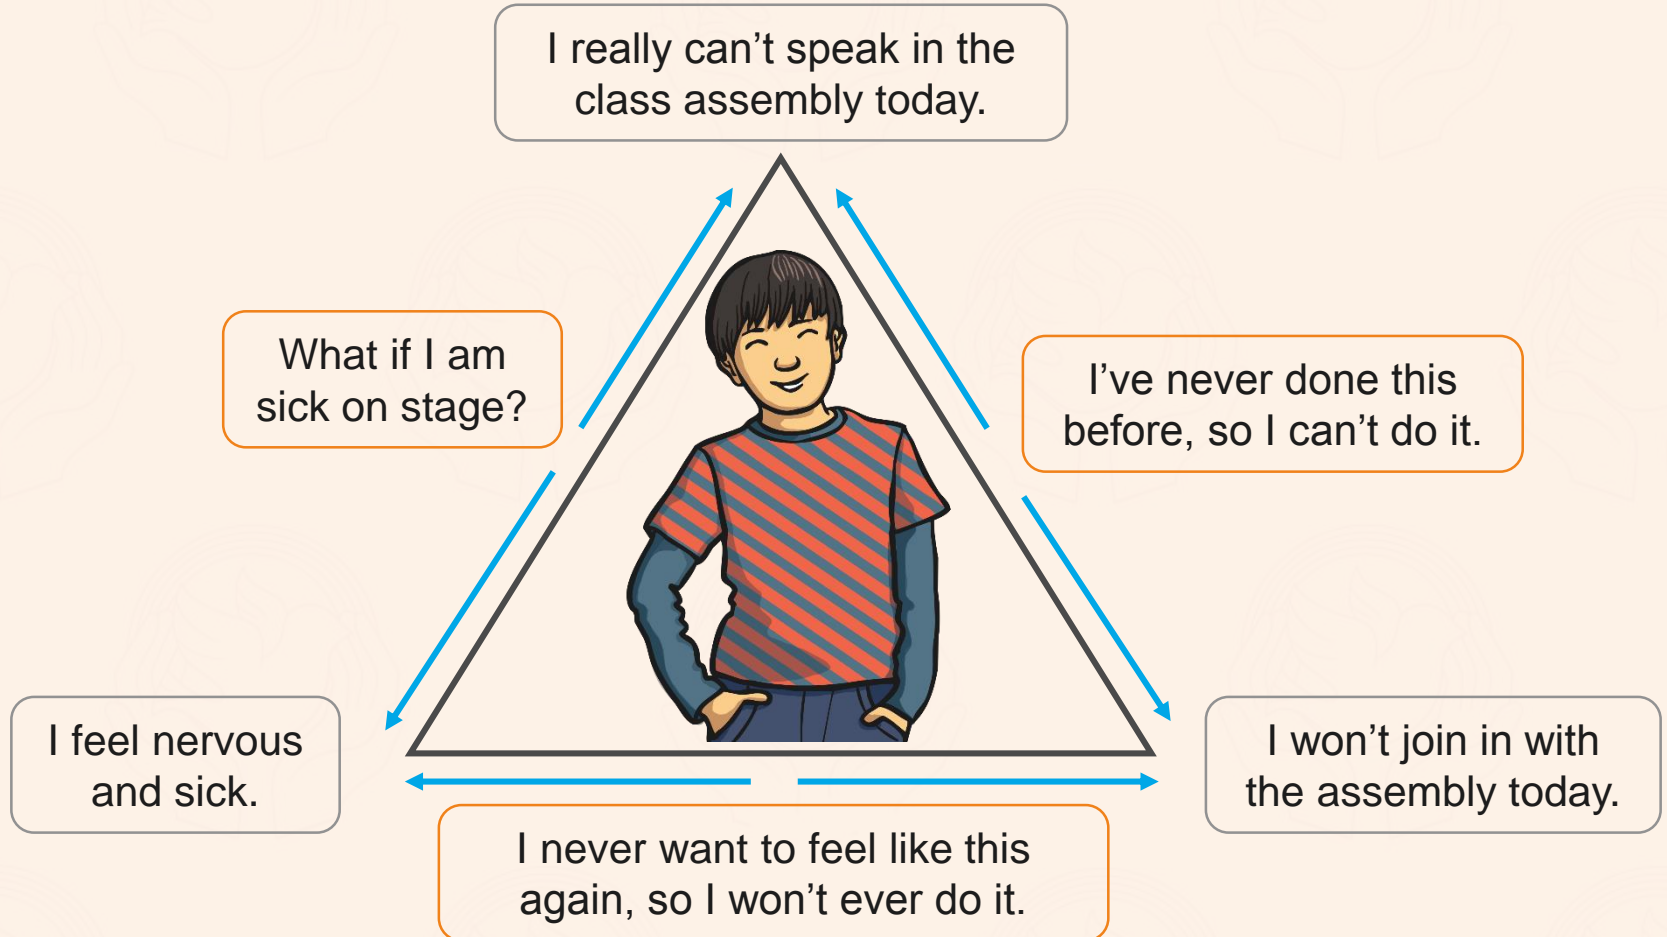 I really can’t speak in the
class assembly today.
What if I am
sick on stage?
I’ve never done this
before, so I can’t do it.
I feel nervous
and sick.
I won’t join in with
the assembly today.
I never want to feel like this
again, so I won’t ever do it.